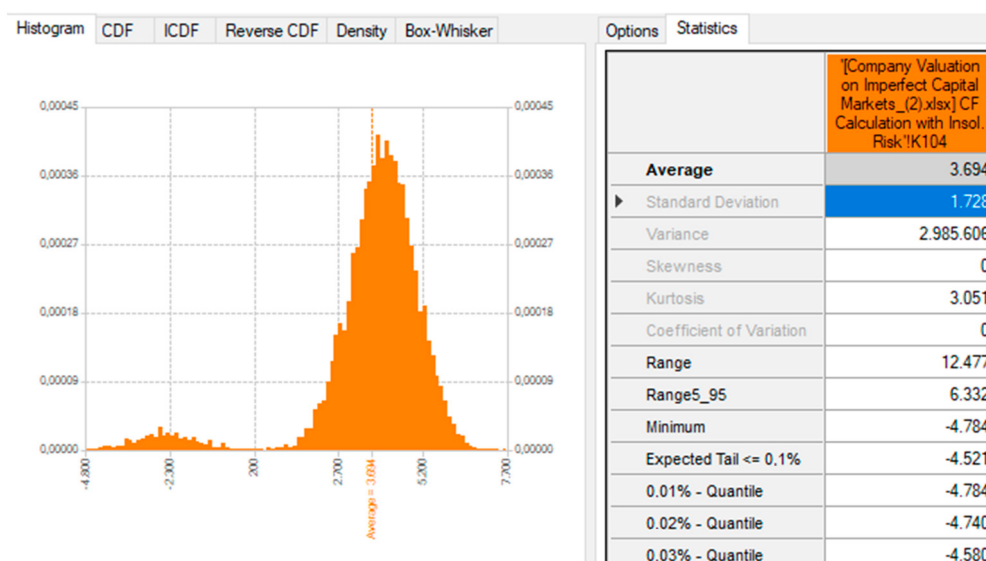 Histogram CDF ICDF Reverse CDF Density Box-Whisker
0,00045 0,00045
0,00036 0,00036
0,00027 0,00027
0,00018 0,00018
0,00009 0,00009
0,00000 0,00000
-4.800 -2.300 200 2.700 Average = 3.694 5.200 7.700
Options Statistics
'[Company Valuation
on Imperfect Capital
Markets_(2).xlsx] CF
Calculation with Insol.
Risk'!K104
Average 3.694
Standard Deviation 1.728
Variance 2.985.606
Skewness 0
Kurtosis 3.051
Coefficient of Variation 0
Range 12.477
Range5_95 6.332
Minimum -4.784
Expected Tail <= 0.1% -4.521
0.01% - Quantile -4.784
0.02% - Quantile -4.740
0.03% - Quantile -4.580